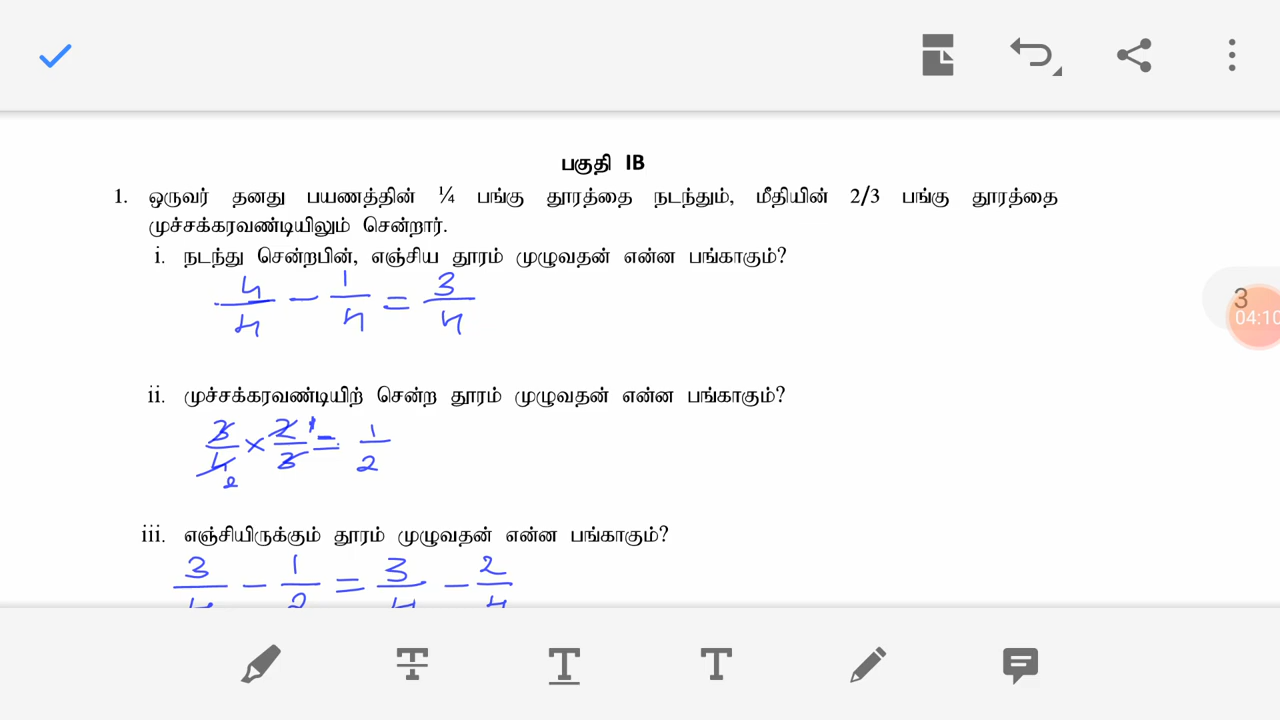 பகுதி IB
1. ஒருவர் தனது பயணத்தின் ¼ பங்கு தூரத்தை நடந்தும், மீதியின் 2/3 பங்கு தூரத்தை
முச்சக்கரவண்டியிலும் சென்றார்.
i. நடந்து சென்றபின், எஞ்சிய தூரம் முழுவதன் என்ன பங்காகும்?
4/4 - 1/4 = 3/4
3
04:10
ii. முச்சக்கரவண்டியிற் சென்ற தூரம் முழுவதன் என்ன பங்காகும்?
3/4 2 × 2/3 1 = 1/2
iii. எஞ்சியிருக்கும் தூரம் முழுவதன் என்ன பங்காகும்?
3/4 - 1/2 = 3/4 - 2/4